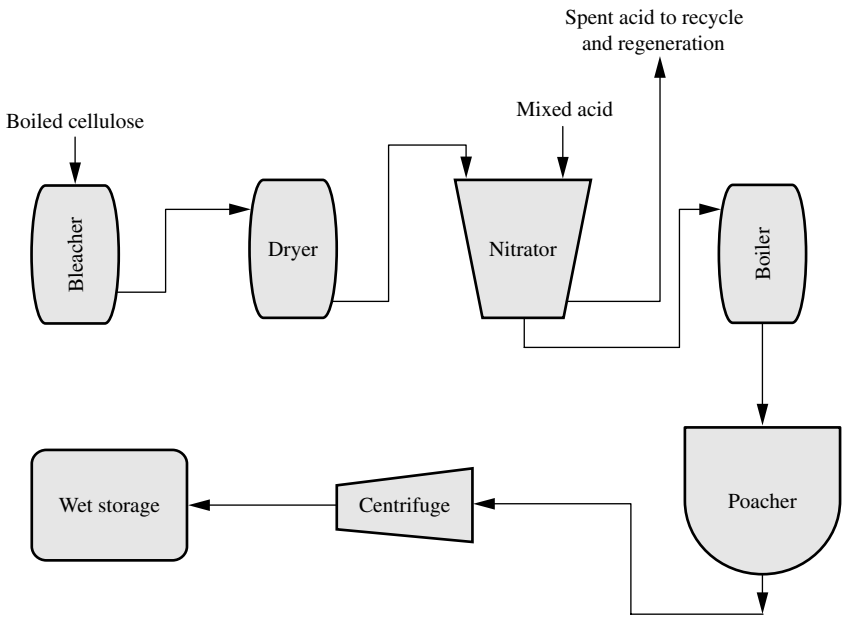 Spent acid to recycle
and regeneration
Mixed acid
Boiled cellulose
Bleacher
Dryer
Nitrator
Boiler
Wet storage
Centrifuge
Poacher